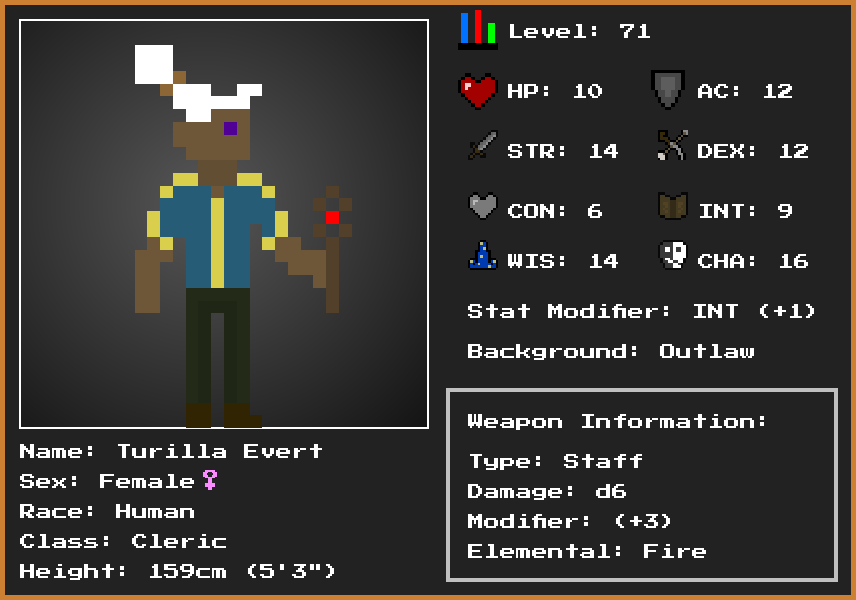 Level: 71
HP: 10
AC: 12
STR: 14
DEX: 12
CON: 6
INT: 9
WIS: 14
CHA: 16
Stat Modifier: INT (+1)
Background: Outlaw
Name: Turilla Evert
Sex: Female♀
Race: Human
Class: Cleric
Height: 159cm (5'3")
Weapon Information:
Type: Staff
Damage: d6
Modifier: (+3)
Elemental: Fire